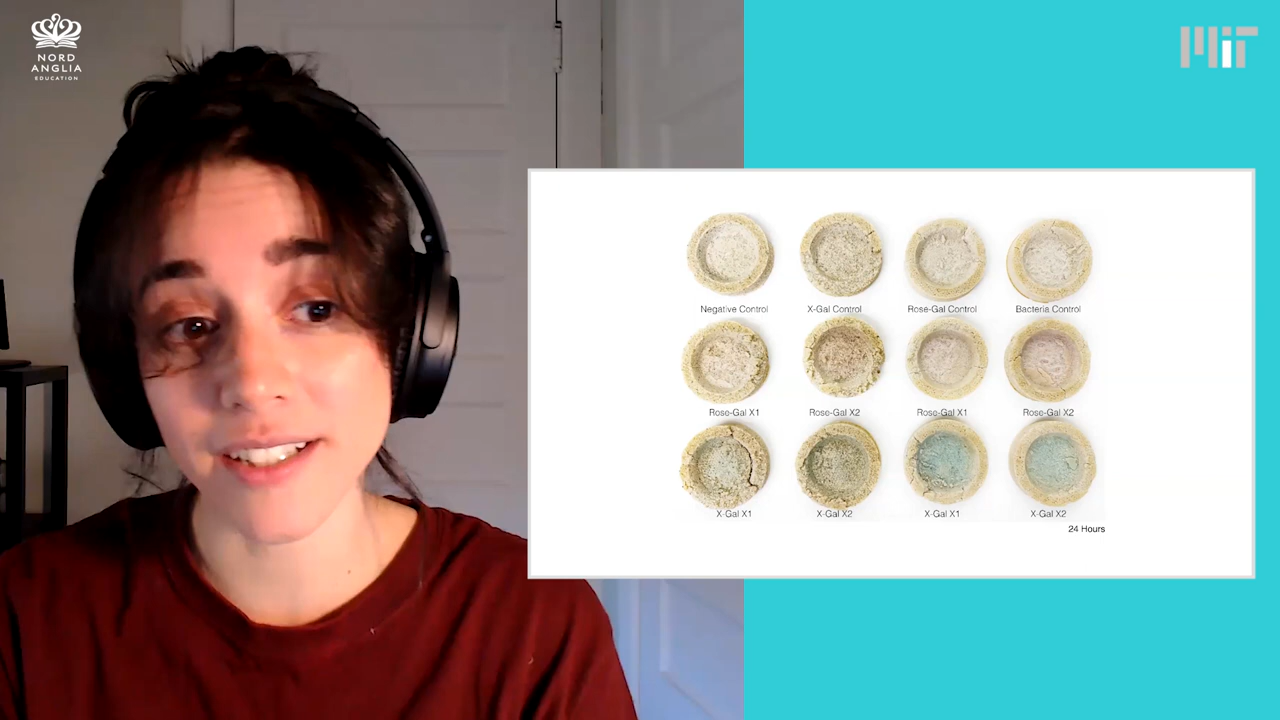 NORD
ANGLIA
EDUCATION
MIT
Negative Control
X-Gal Control
Rose-Gal Control
Bacteria Control
Rose-Gal X1
Rose-Gal X2
Rose-Gal X1
Rose-Gal X2
X-Gal X1
X-Gal X2
X-Gal X1
X-Gal X2
24 Hours